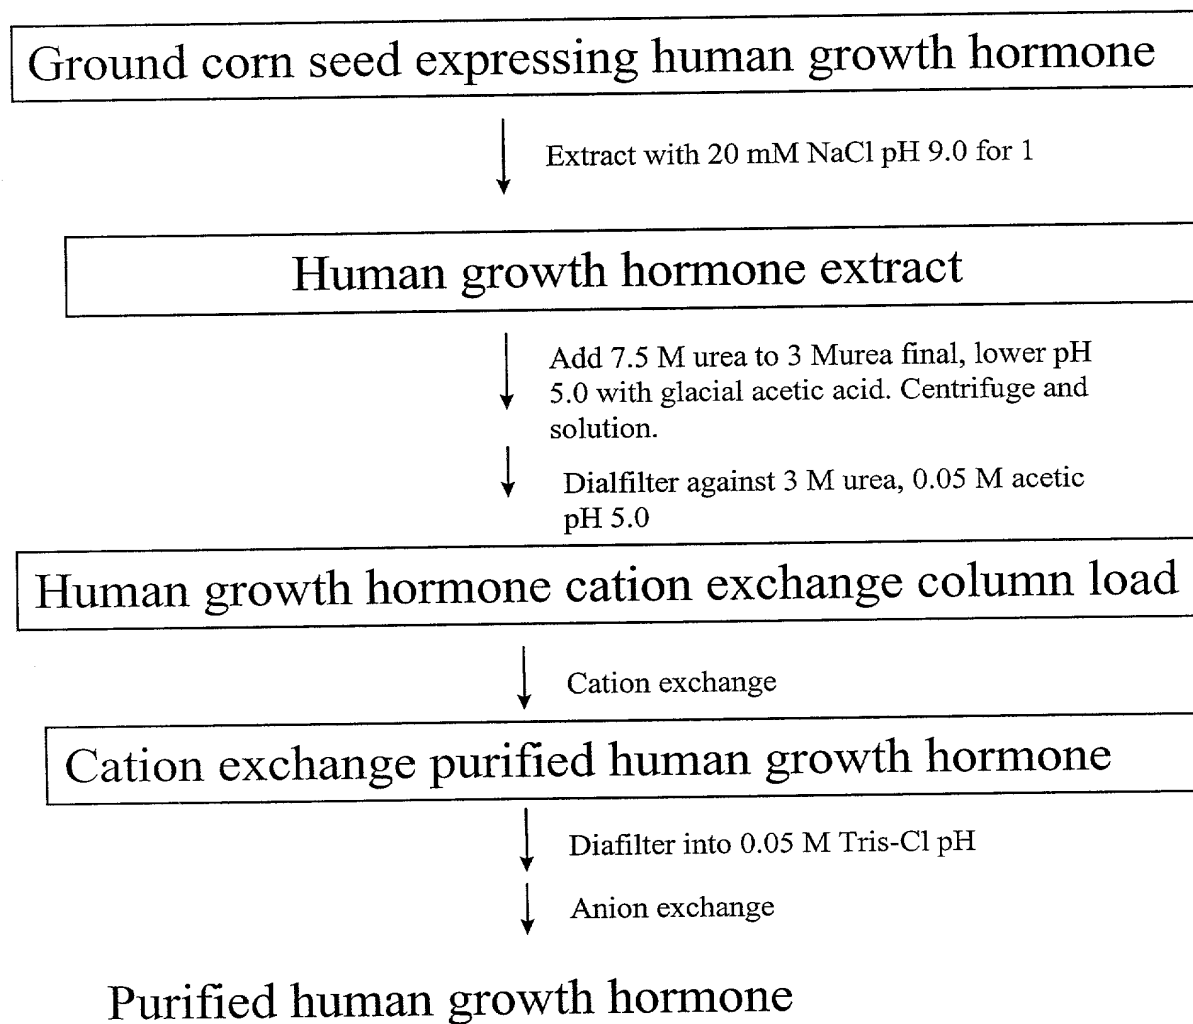 Ground corn seed expressing human growth hormone
Extract with 20 mM NaCl pH 9.0 for 1
Human growth hormone extract
Add 7.5 M urea to 3 Murea final, lower pH
5.0 with glacial acetic acid. Centrifuge and
solution.
Dialfilter against 3 M urea, 0.05 M acetic
pH 5.0
Human growth hormone cation exchange column load
Cation exchange
Cation exchange purified human growth hormone
Diafilter into 0.05 M Tris-Cl pH
Anion exchange
Purified human growth hormone